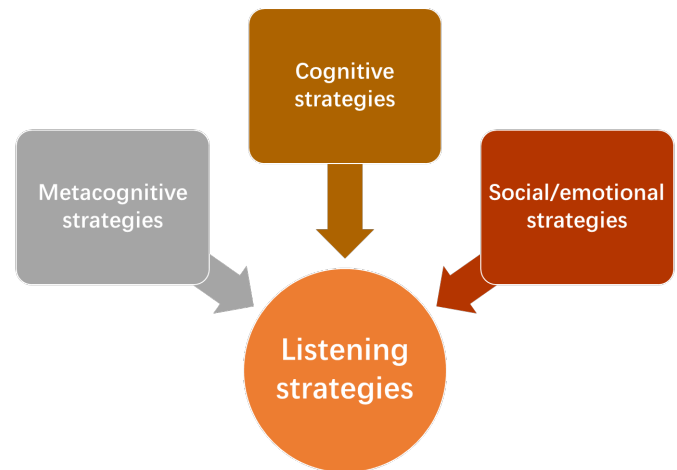 Cognitive
strategies
Metacognitive
strategies
Social/emotional
strategies
Listening
strategies